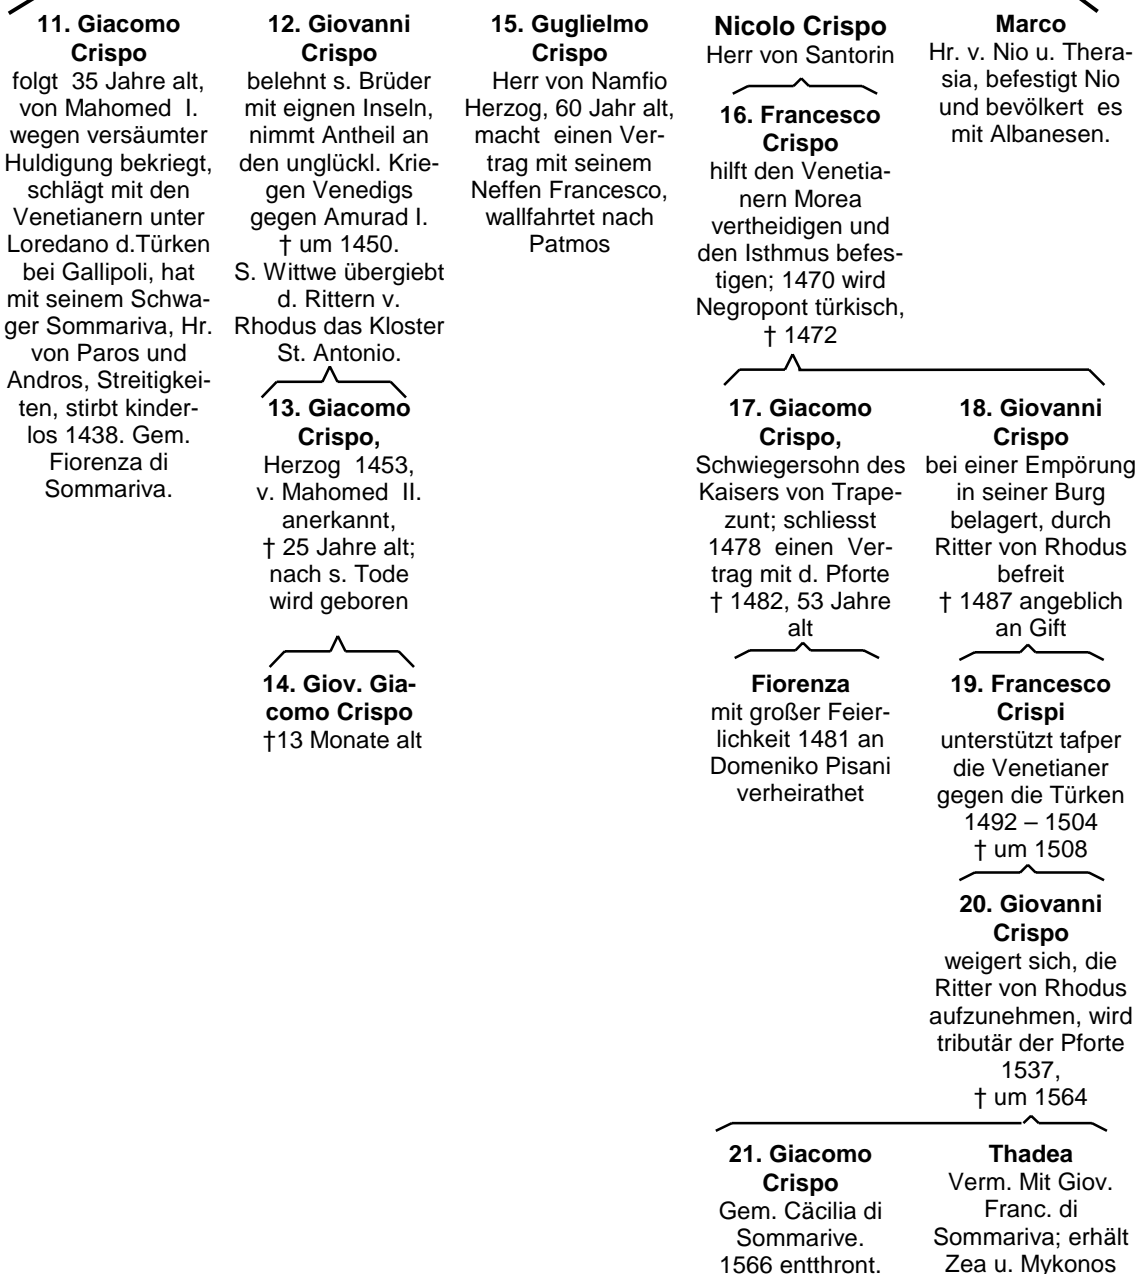 11. Giacomo
Crispo
folgt 35 Jahre alt,
von Mahomed I.
wegen versäumter
Huldigung bekriegt,
schlägt mit den
Venetianern unter
Loredano d.Türken
bei Gallipoli, hat
mit seinem Schwa-
ger Sommariva, Hr.
von Paros und
Andros, Streitigkei-
ten, stirbt kinder-
los 1438. Gem.
Fiorenza di
Sommariva.
12. Giovanni
Crispo
belehnt s. Brüder
mit eignen Inseln,
nimmt Antheil an
den unglückl. Krie-
gen Venedigs
gegen Amurad I.
† um 1450.
S. Wittwe übergiebt
d. Rittern v.
Rhodus das Kloster
St. Antonio.
13. Giacomo
Crispo,
Herzog 1453,
v. Mahomed II.
anerkannt,
† 25 Jahre alt;
nach s. Tode
wird geboren
14. Giov. Gia-
como Crispo
†13 Monate alt
15. Guglielmo
Crispo
Herr von Namfio
Herzog, 60 Jahr alt,
macht einen Ver-
trag mit seinem
Neffen Francesco,
wallfahrtet nach
Patmos
Nicolo Crispo
Herr von Santorin
16. Francesco
Crispo
hilft den Venetia-
nern Morea
vertheidigen und
den Isthmus befes-
tigen; 1470 wird
Negropont türkisch,
† 1472
Marco
Hr. v. Nio u. Thera-
sia, befestigt Nio
und bevölkert es
mit Albanesen.
17. Giacomo
Crispo,
Schwiegersohn des
Kaisers von Trape-
zunt; schliesst
1478 einen Ver-
trag mit d. Pforte
† 1482, 53 Jahre
alt
Fiorenza
mit großer Feier-
lichkeit 1481 an
Domeniko Pisani
verheirathet
18. Giovanni
Crispo
bei einer Empörung
in seiner Burg
belagert, durch
Ritter von Rhodus
befreit
† 1487 angeblich
an Gift
19. Francesco
Crispi
unterstützt tafper
die Venetianer
gegen die Türken
1492 – 1504
† um 1508
20. Giovanni
Crispo
weigert sich, die
Ritter von Rhodus
aufzunehmen, wird
tributär der Pforte
1537,
† um 1564
21. Giacomo
Crispo
Gem. Cäcilia di
Sommarive.
1566 entthront.
Thadea
Verm. Mit Giov.
Franc. di
Sommariva; erhält
Zea u. Mykonos